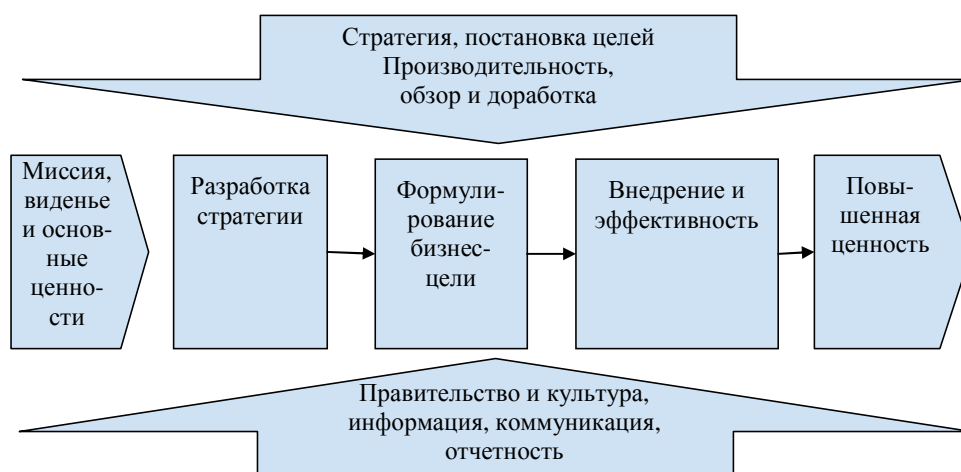 Стратегия, постановка целей
Производительность,
обзор и доработка
Миссия,
виденье
и основ-
ные
ценно-
сти
Разработка
стратегии
Формули-
рование
бизнес-
цели
Внедрение и
эффективность
Повы-
шенная
ценность
Правительство и культура,
информация, коммуникация,
отчетность